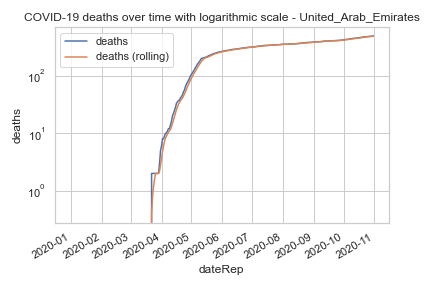 COVID-19 deaths over time with logarithmic scale - United_Arab_Emirates
deaths
deaths (rolling)
10²
10¹
10⁰
deaths
2020-01
2020-02
2020-03
2020-04
2020-05
2020-06
2020-07
2020-08
2020-09
2020-10
2020-11
dateRep